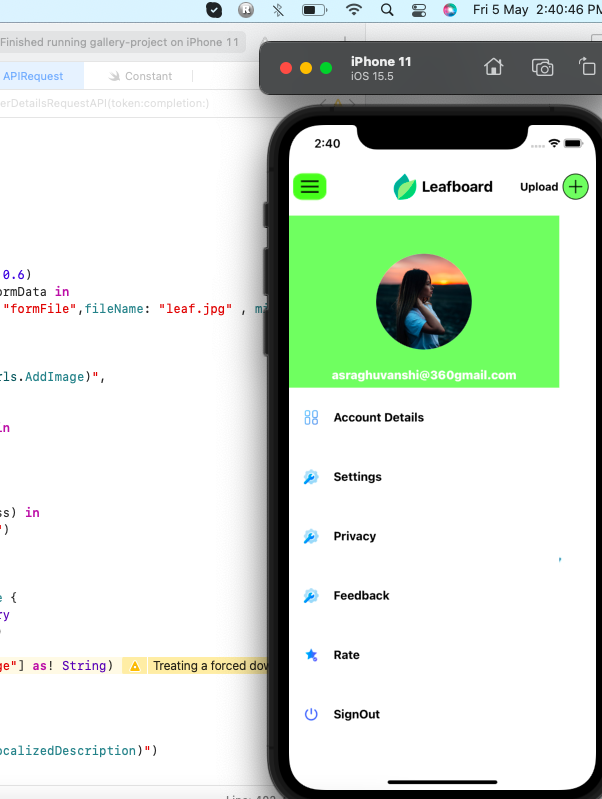 Fri 5 May 2:40:46 PM
Finished running gallery-project on iPhone 11
iPhone 11
iOS 15.5
APIRequest
Constant
erDetailsRequestAPI(token:completion:)
2:40
Leafboard
Upload
0.6)
ormData in
"formFile",fileName: "leaf.jpg" , mi
asraghuvanshi@360gmail.com
rls.AddImage)",
Account Details
in
Settings
ss) in
")
Privacy
e {
Feedback
ry
)
ge"] as! String)
Treating a forced dow
Rate
SignOut
ocalizedDescription)")